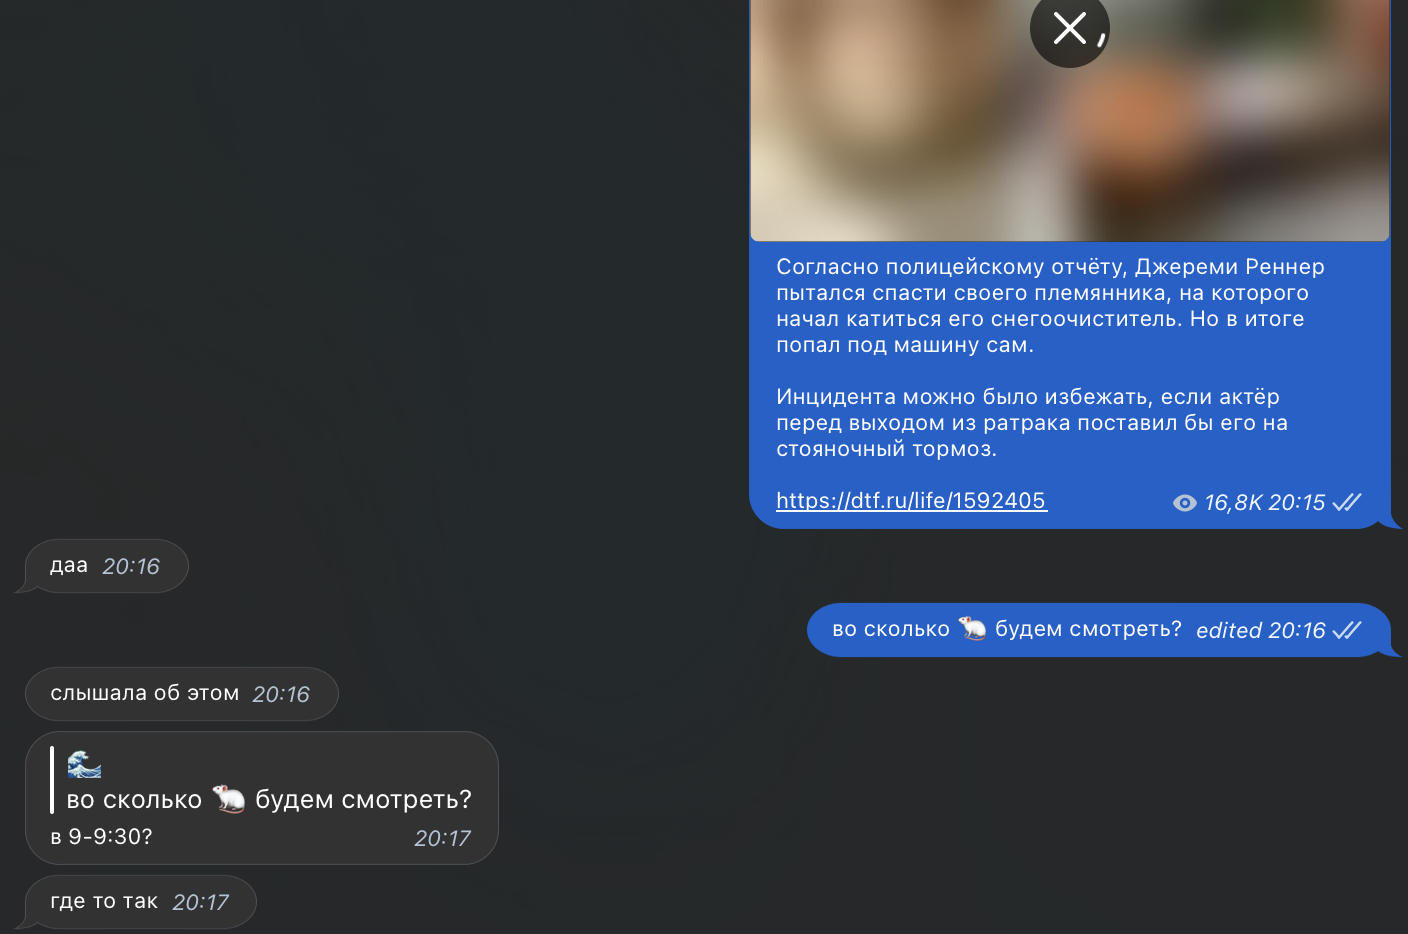 Согласно полицейскому отчёту, Джереми Реннер
пытался спасти своего племянника, на которого
начал катиться его снегоочиститель. Но в итоге
попал под машину сам.
Инцидента можно было избежать, если актёр
перед выходом из ратрака поставил бы его на
стояночный тормоз.
https://dtf.ru/life/1592405 16,8K 20:15
даа 20:16
во сколько 🐁 будем смотреть? edited 20:16
слышала об этом 20:16
🌊
во сколько 🐁 будем смотреть?
в 9-9:30? 20:17
где то так 20:17